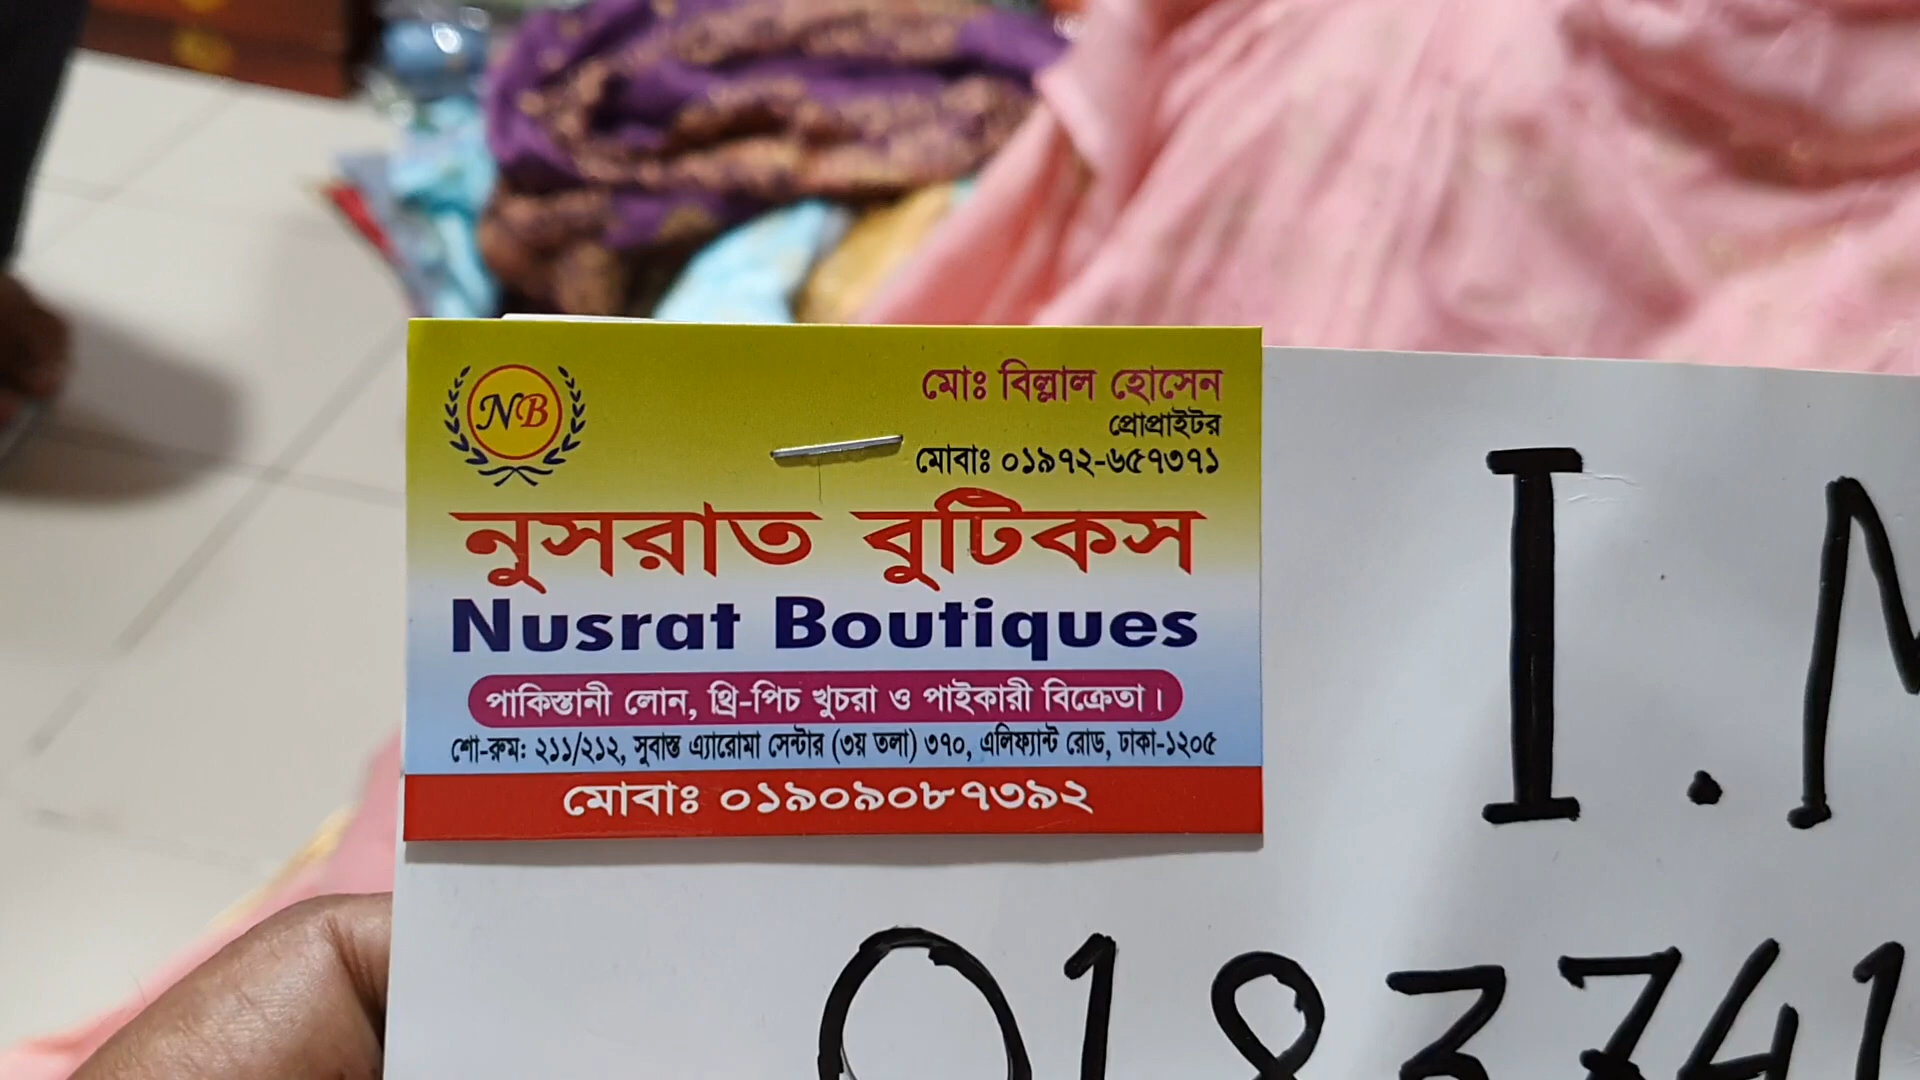 NB
মোঃ বিল্লাল হোসেন
প্রোপ্রাইটর
মোবাঃ ০১৯৭২-৬৫৭৩৭১
নুসরাত বুটিকস
Nusrat Boutiques
পাকিস্তানী লোন, থ্রি-পিচ খুচরা ও পাইকারী বিক্রেতা।
শো-রুম: ২১১/২১২, সুবাস্ত এ্যারোমা সেন্টার (৩য় তলা) ৩৭০, এলিফ্যান্ট রোড, ঢাকা-১২০৫
মোবাঃ ০১৯০৯০৮৭৩৯২
I.M
0183741